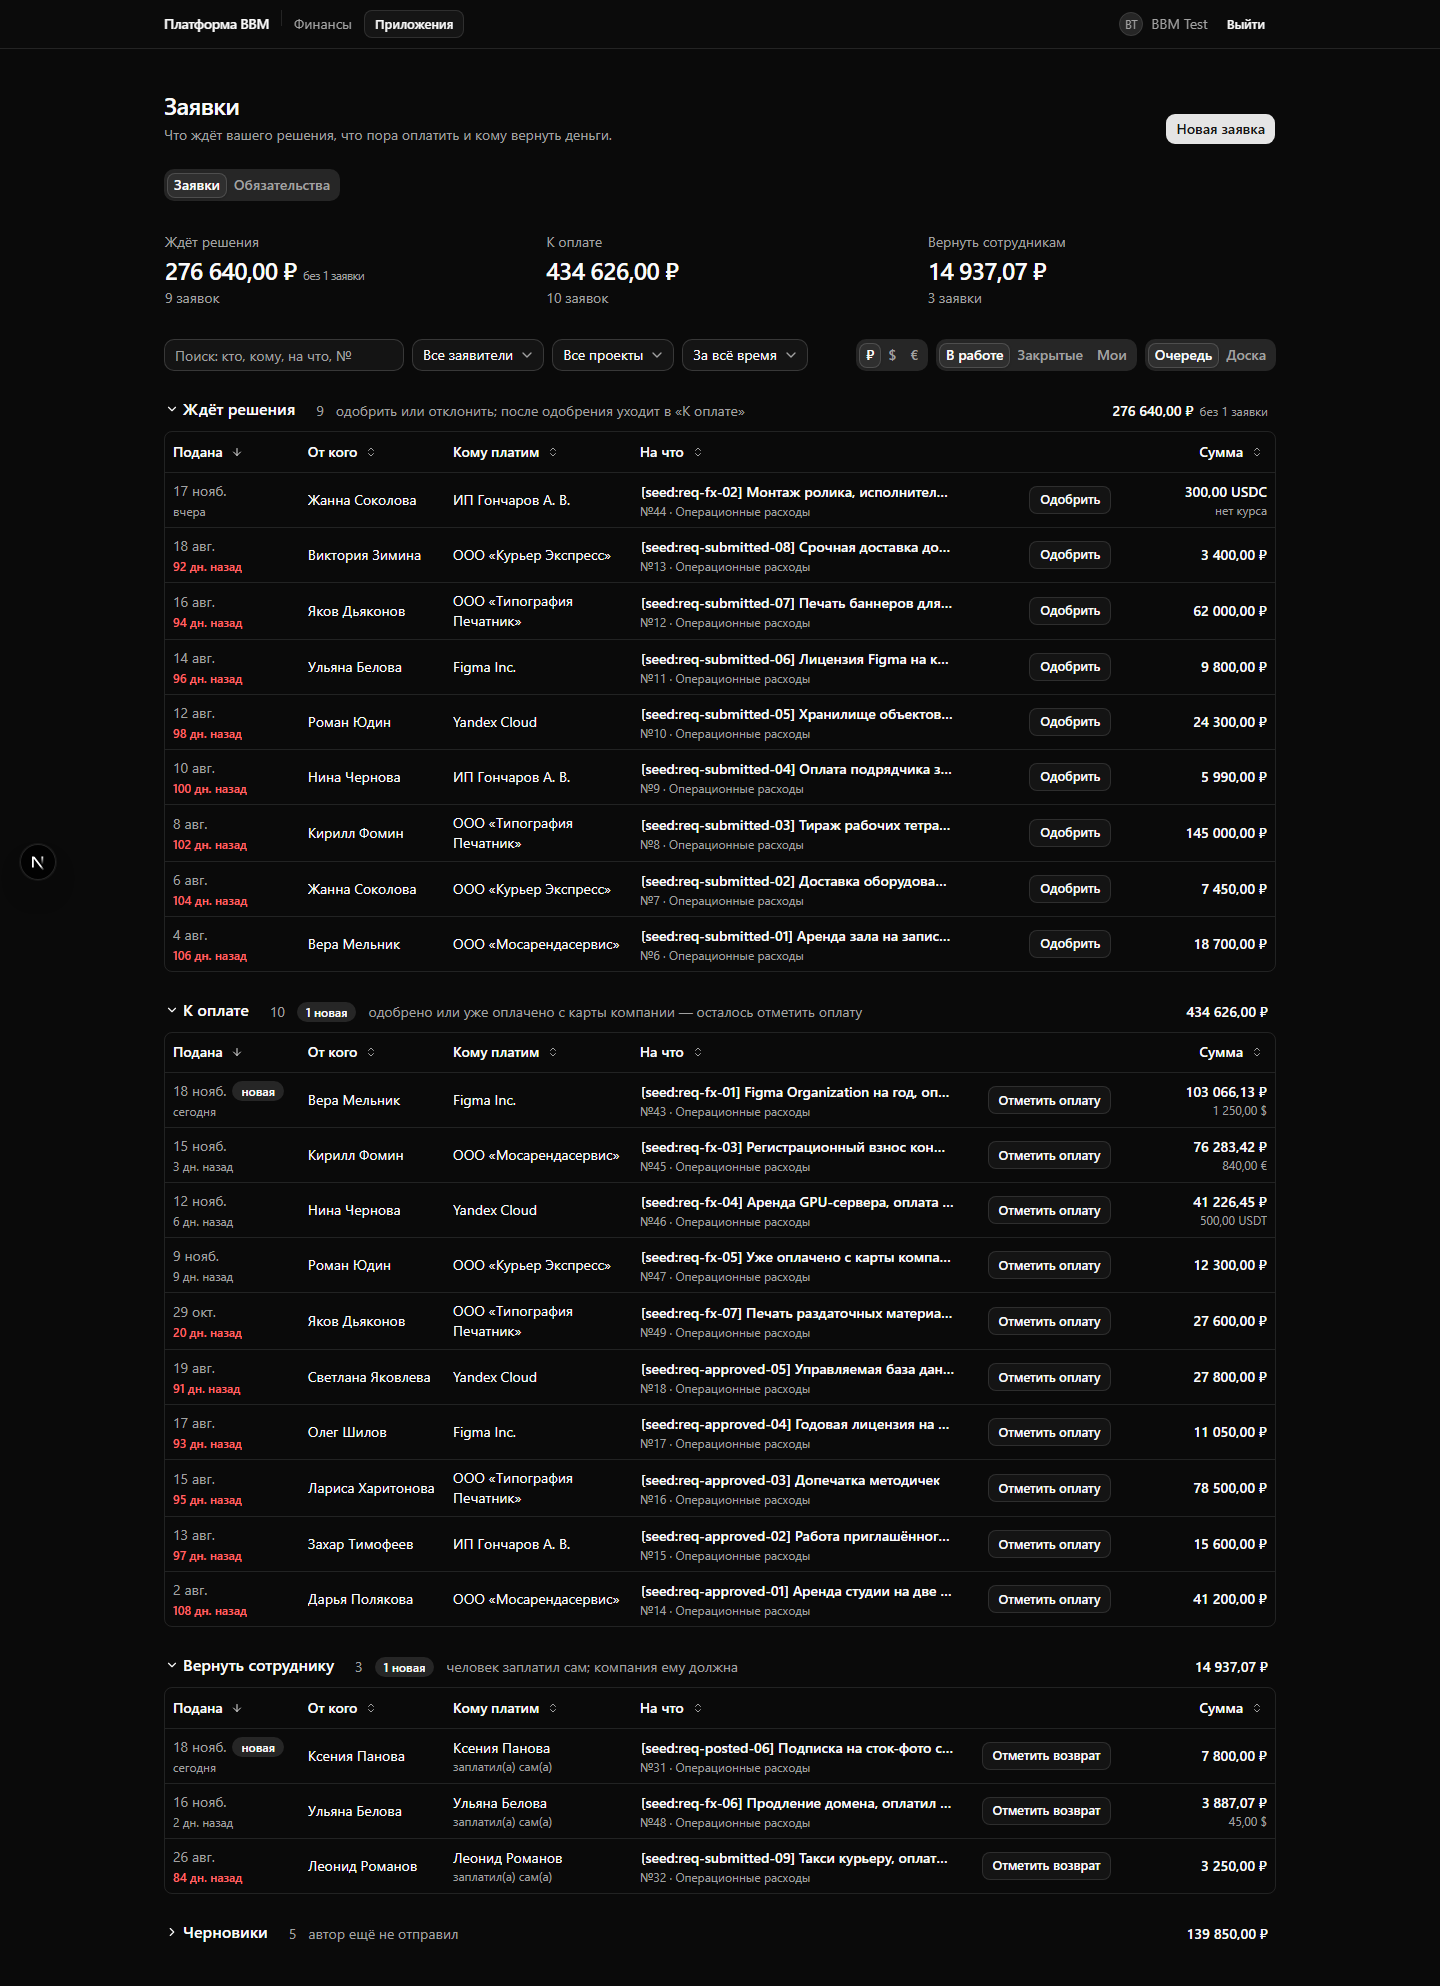 Платформа BBM
Финансы
Приложения
BT
BBM Test
Выйти
Заявки
Что ждёт вашего решения, что пора оплатить и кому вернуть деньги.
Новая заявка
Заявки
Обязательства
Ждёт решения
276 640,00 ₽ без 1 заявки
9 заявок
К оплате
434 626,00 ₽
10 заявок
Вернуть сотрудникам
14 937,07 ₽
3 заявки
Поиск: кто, кому, на что, №
Все заявители
Все проекты
За всё время
₽ $ €
В работе Закрытые Мои
Очередь Доска
Ждёт решения 9 одобрить или отклонить; после одобрения уходит в «К оплате» 276 640,00 ₽ без 1 заявки
Подана От кого Кому платим На что Сумма
17 нояб.
вчера
Жанна Соколова
ИП Гончаров А. В.
[seed:req-fx-02] Монтаж ролика, исполнител...
№44 · Операционные расходы
Одобрить
300,00 USDC
нет курса
18 авг.
92 дн. назад
Виктория Зимина
ООО «Курьер Экспресс»
[seed:req-submitted-08] Срочная доставка до...
№13 · Операционные расходы
Одобрить
3 400,00 ₽
16 авг.
94 дн. назад
Яков Дьяконов
ООО «Типография
Печатник»
[seed:req-submitted-07] Печать баннеров для...
№12 · Операционные расходы
Одобрить
62 000,00 ₽
14 авг.
96 дн. назад
Ульяна Белова
Figma Inc.
[seed:req-submitted-06] Лицензия Figma на к...
№11 · Операционные расходы
Одобрить
9 800,00 ₽
12 авг.
98 дн. назад
Роман Юдин
Yandex Cloud
[seed:req-submitted-05] Хранилище объектов...
№10 · Операционные расходы
Одобрить
24 300,00 ₽
10 авг.
100 дн. назад
Нина Чернова
ИП Гончаров А. В.
[seed:req-submitted-04] Оплата подрядчика з...
№9 · Операционные расходы
Одобрить
5 990,00 ₽
8 авг.
102 дн. назад
Кирилл Фомин
ООО «Типография
Печатник»
[seed:req-submitted-03] Тираж рабочих тетра...
№8 · Операционные расходы
Одобрить
145 000,00 ₽
6 авг.
104 дн. назад
Жанна Соколова
ООО «Курьер Экспресс»
[seed:req-submitted-02] Доставка оборудова...
№7 · Операционные расходы
Одобрить
7 450,00 ₽
4 авг.
106 дн. назад
Вера Мельник
ООО «Мосарендасервис»
[seed:req-submitted-01] Аренда зала на запис...
№6 · Операционные расходы
Одобрить
18 700,00 ₽
К оплате 10 1 новая одобрено или уже оплачено с карты компании — осталось отметить оплату 434 626,00 ₽
Подана От кого Кому платим На что Сумма
18 нояб. новая
сегодня
Вера Мельник
Figma Inc.
[seed:req-fx-01] Figma Organization на год, оп...
№43 · Операционные расходы
Отметить оплату
103 066,13 ₽
1 250,00 $
15 нояб.
3 дн. назад
Кирилл Фомин
ООО «Мосарендасервис»
[seed:req-fx-03] Регистрационный взнос кон...
№45 · Операционные расходы
Отметить оплату
76 283,42 ₽
840,00 €
12 нояб.
6 дн. назад
Нина Чернова
Yandex Cloud
[seed:req-fx-04] Аренда GPU-сервера, оплата ...
№46 · Операционные расходы
Отметить оплату
41 226,45 ₽
500,00 USDT
9 нояб.
9 дн. назад
Роман Юдин
ООО «Курьер Экспресс»
[seed:req-fx-05] Уже оплачено с карты компа...
№47 · Операционные расходы
Отметить оплату
12 300,00 ₽
29 окт.
20 дн. назад
Яков Дьяконов
ООО «Типография
Печатник»
[seed:req-fx-07] Печать раздаточных материа...
№49 · Операционные расходы
Отметить оплату
27 600,00 ₽
19 авг.
91 дн. назад
Светлана Яковлева
Yandex Cloud
[seed:req-approved-05] Управляемая база дан...
№18 · Операционные расходы
Отметить оплату
27 800,00 ₽
17 авг.
93 дн. назад
Олег Шилов
Figma Inc.
[seed:req-approved-04] Годовая лицензия на ...
№17 · Операционные расходы
Отметить оплату
11 050,00 ₽
15 авг.
95 дн. назад
Лариса Харитонова
ООО «Типография
Печатник»
[seed:req-approved-03] Допечатка методичек
№16 · Операционные расходы
Отметить оплату
78 500,00 ₽
13 авг.
97 дн. назад
Захар Тимофеев
ИП Гончаров А. В.
[seed:req-approved-02] Работа приглашённог...
№15 · Операционные расходы
Отметить оплату
15 600,00 ₽
2 авг.
108 дн. назад
Дарья Полякова
ООО «Мосарендасервис»
[seed:req-approved-01] Аренда студии на две ...
№14 · Операционные расходы
Отметить оплату
41 200,00 ₽
Вернуть сотруднику 3 1 новая человек заплатил сам; компания ему должна 14 937,07 ₽
Подана От кого Кому платим На что Сумма
18 нояб. новая
сегодня
Ксения Панова
Ксения Панова
заплатил(а) сам(а)
[seed:req-posted-06] Подписка на сток-фото с...
№31 · Операционные расходы
Отметить возврат
7 800,00 ₽
16 нояб.
2 дн. назад
Ульяна Белова
Ульяна Белова
заплатил(а) сам(а)
[seed:req-fx-06] Продление домена, оплатил ...
№48 · Операционные расходы
Отметить возврат
3 887,07 ₽
45,00 $
26 авг.
84 дн. назад
Леонид Романов
Леонид Романов
заплатил(а) сам(а)
[seed:req-submitted-09] Такси курьеру, оплат...
№32 · Операционные расходы
Отметить возврат
3 250,00 ₽
Черновики 5 автор ещё не отправил 139 850,00 ₽